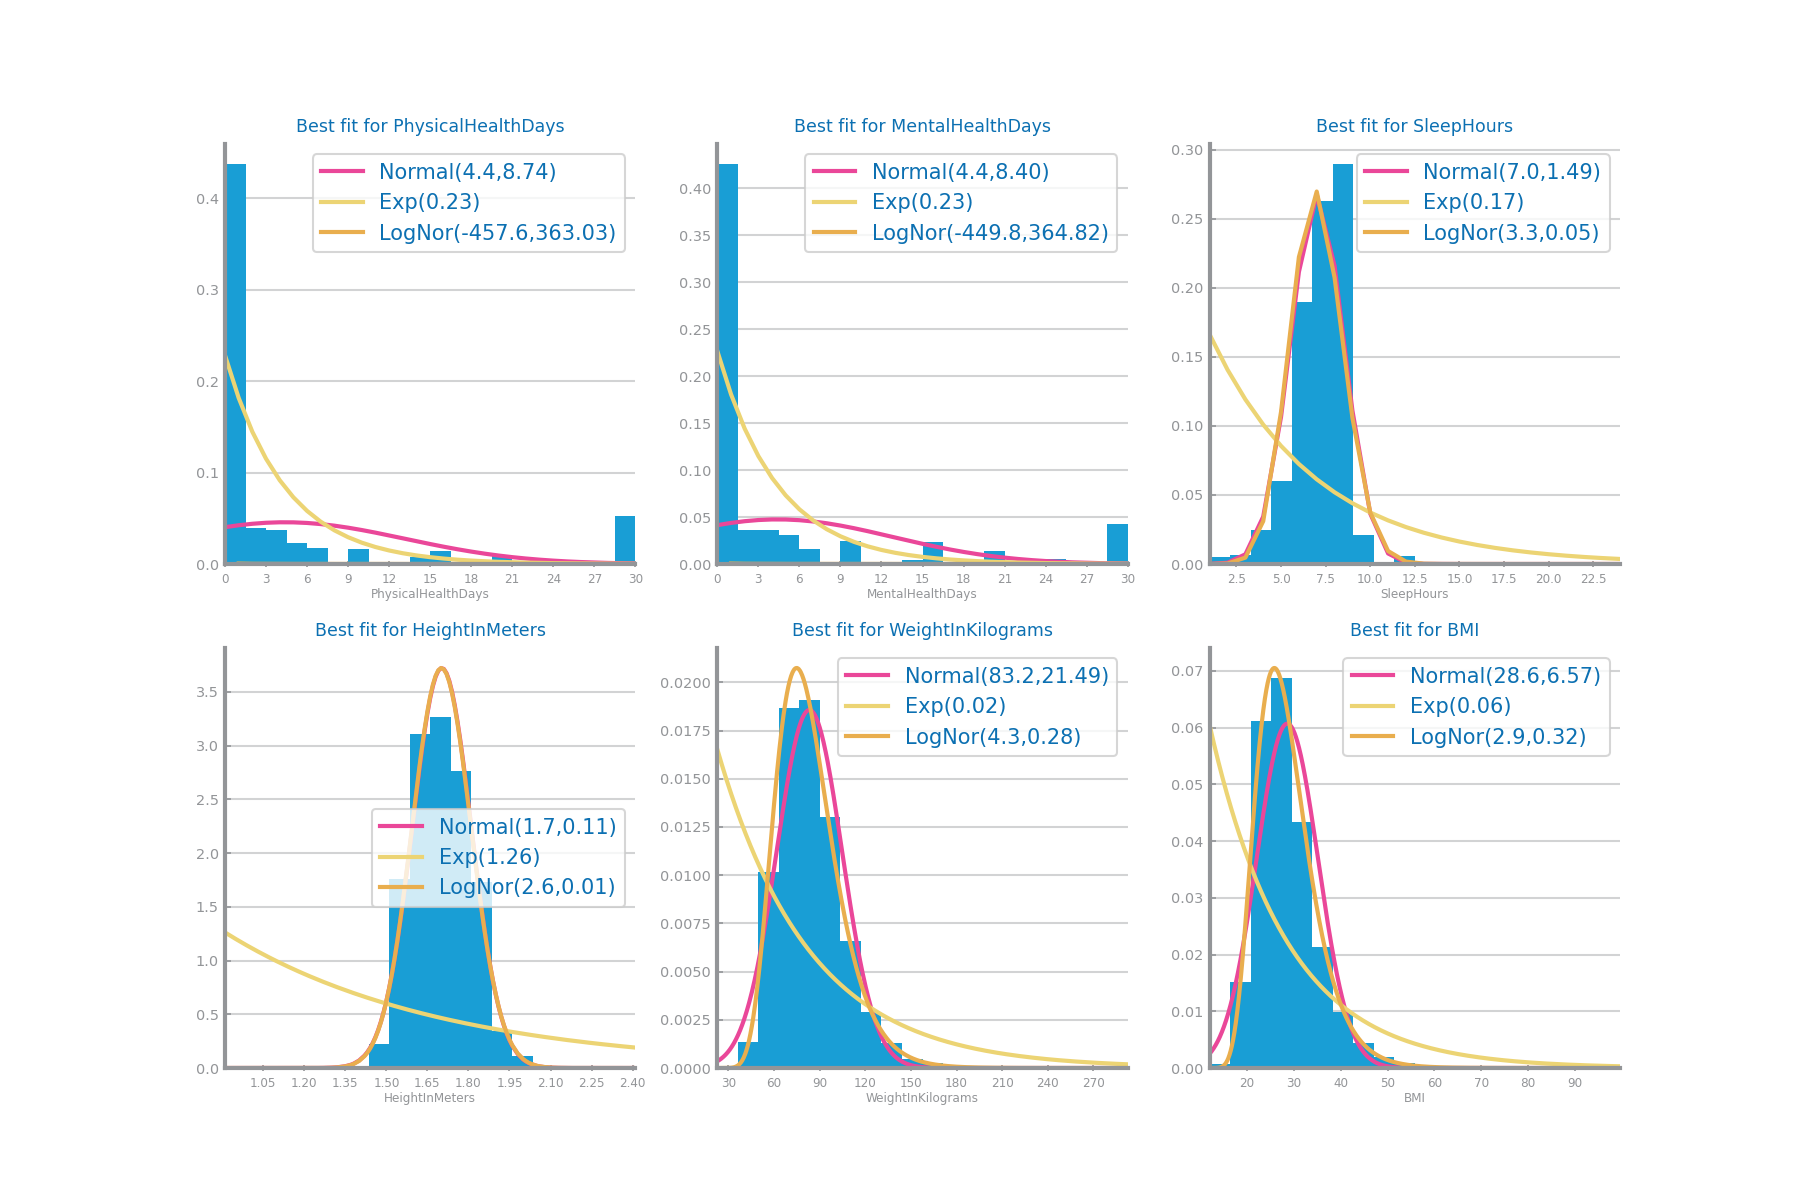 Best fit for PhysicalHealthDays
Normal(4.4,8.74)
Exp(0.23)
LogNor(-457.6,363.03)
0.4
0.3
0.2
0.1
0.0
0 3 6 9 12 15 18 21 24 27 30
PhysicalHealthDays
Best fit for MentalHealthDays
Normal(4.4,8.40)
Exp(0.23)
LogNor(-449.8,364.82)
0.40
0.35
0.30
0.25
0.20
0.15
0.10
0.05
0.00
0 3 6 9 12 15 18 21 24 27 30
MentalHealthDays
Best fit for SleepHours
Normal(7.0,1.49)
Exp(0.17)
LogNor(3.3,0.05)
0.30
0.25
0.20
0.15
0.10
0.05
0.00
2.5 5.0 7.5 10.0 12.5 15.0 17.5 20.0 22.5
SleepHours
Best fit for HeightInMeters
Normal(1.7,0.11)
Exp(1.26)
LogNor(2.6,0.01)
3.5
3.0
2.5
2.0
1.5
1.0
0.5
0.0
1.05 1.20 1.35 1.50 1.65 1.80 1.95 2.10 2.25 2.40
HeightInMeters
Best fit for WeightInKilograms
Normal(83.2,21.49)
Exp(0.02)
LogNor(4.3,0.28)
0.0200
0.0175
0.0150
0.0125
0.0100
0.0075
0.0050
0.0025
0.0000
30 60 90 120 150 180 210 240 270
WeightInKilograms
Best fit for BMI
Normal(28.6,6.57)
Exp(0.06)
LogNor(2.9,0.32)
0.07
0.06
0.05
0.04
0.03
0.02
0.01
0.00
20 30 40 50 60 70 80 90
BMI